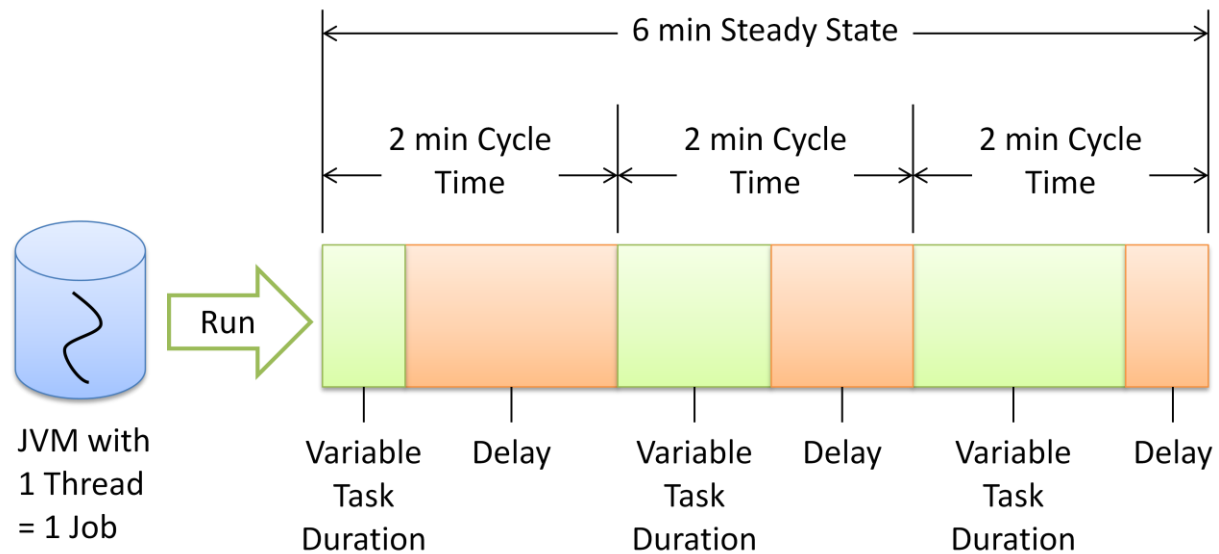 6 min Steady State
2 min Cycle
Time
2 min Cycle
Time
2 min Cycle
Time
Run
JVM with
1 Thread
= 1 Job
Variable
Task
Duration
Delay
Variable
Task
Duration
Delay
Variable
Task
Duration
Delay